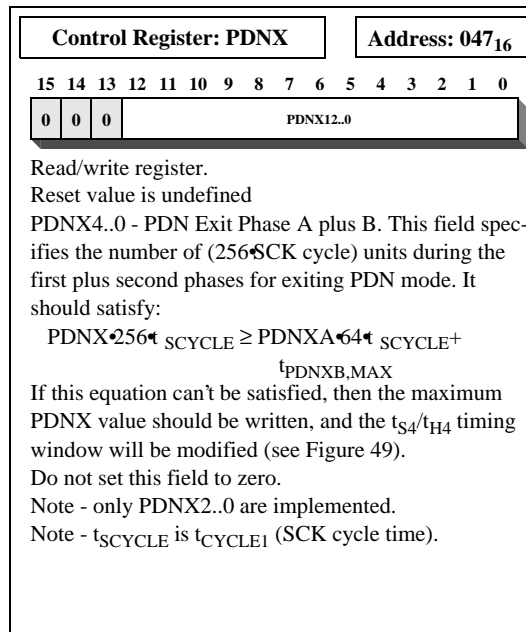 Control Register: PDNX
Address: 047₁₆
15 14 13 12 11 10 9 8 7 6 5 4 3 2 1 0
0 0 0 PDNX12..0
Read/write register.
Reset value is undefined
PDNX4..0 - PDN Exit Phase A plus B. This field spec-
ifies the number of (256•SCK cycle) units during the
first plus second phases for exiting PDN mode. It
should satisfy:
PDNX•256•t SCYCLE ≥ PDNXA•64•t SCYCLE+
tPDNXB,MAX
If this equation can't be satisfied, then the maximum
PDNX value should be written, and the tS4/tH4 timing
window will be modified (see Figure 49).
Do not set this field to zero.
Note - only PDNX2..0 are implemented.
Note - tSCYCLE is tCYCLE1 (SCK cycle time).